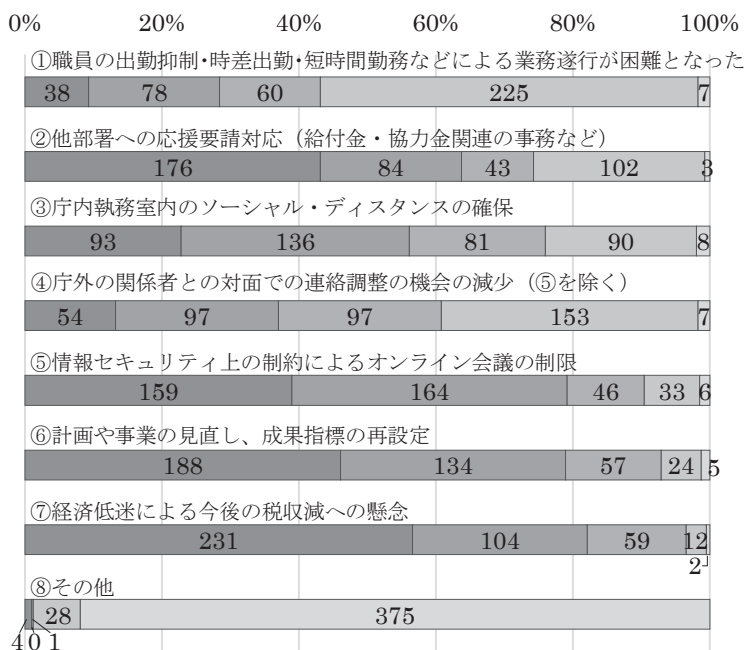 0% 20% 40% 60% 80% 100%
①職員の出勤抑制・時差出勤・短時間勤務などによる業務遂行が困難となった
38 78 60 225 7
②他部署への応援要請対応（給付金・協力金関連の事務など）
176 84 43 102 3
③庁内執務室内のソーシャル・ディスタンスの確保
93 136 81 90 8
④庁外の関係者との対面での連絡調整の機会の減少（⑤を除く）
54 97 97 153 7
⑤情報セキュリティ上の制約によるオンライン会議の制限
159 164 46 33 6
⑥計画や事業の見直し、成果指標の再設定
188 134 57 24 5
⑦経済低迷による今後の税収減への懸念
231 104 59 12
2
⑧その他
28 375
4 0 1